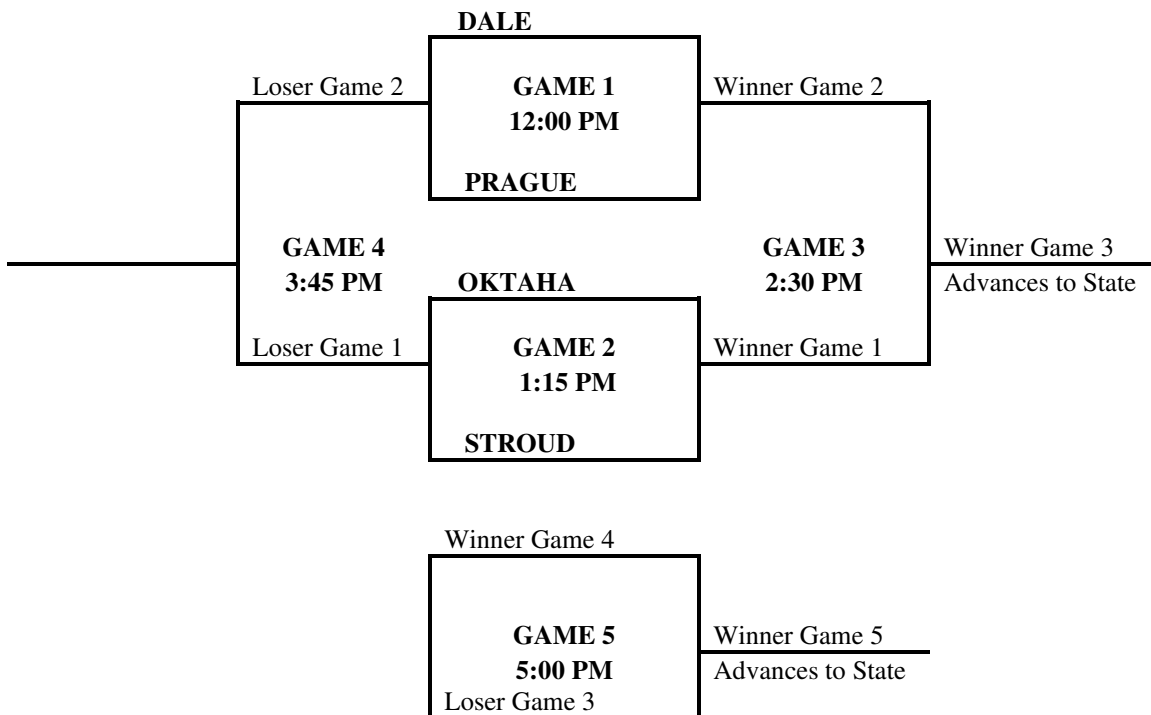 DALE
Loser Game 2
GAME 1
Winner Game 2
12:00 PM
PRAGUE
GAME 4
GAME 3
Winner Game 3
3:45 PM
OKTAHA
2:30 PM
Advances to State
Loser Game 1
GAME 2
Winner Game 1
1:15 PM
STROUD
Winner Game 4
GAME 5
Winner Game 5
5:00 PM
Advances to State
Loser Game 3